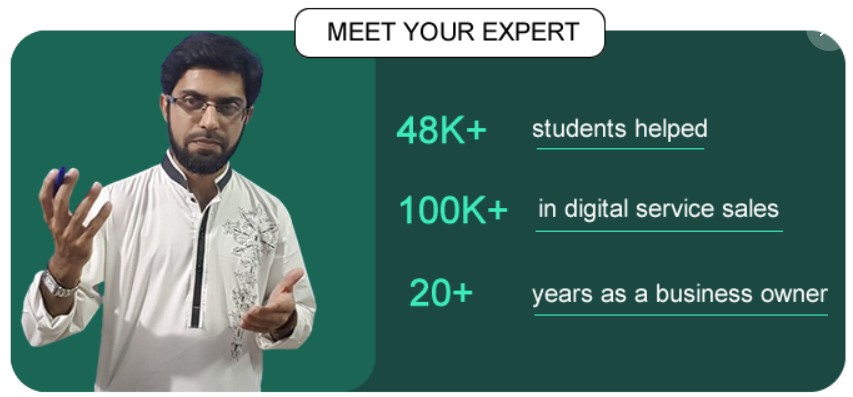 MEET YOUR EXPERT
48K+ students helped
100K+ in digital service sales
20+ years as a business owner